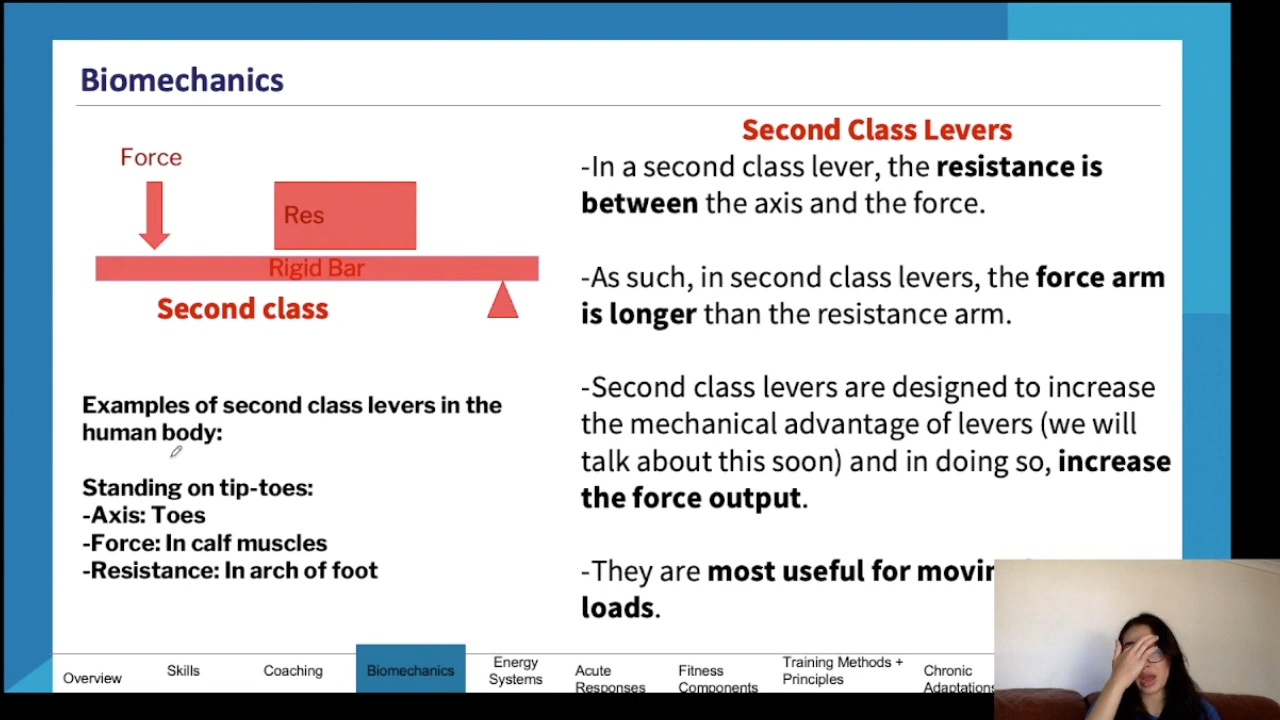 Biomechanics
Force
Res
Rigid Bar
Second class
Examples of second class levers in the
human body:
Standing on tip-toes:
-Axis: Toes
-Force: In calf muscles
-Resistance: In arch of foot
Second Class Levers
-In a second class lever, the resistance is
between the axis and the force.
-As such, in second class levers, the force arm
is longer than the resistance arm.
-Second class levers are designed to increase
the mechanical advantage of levers (we will
talk about this soon) and in doing so, increase
the force output.
-They are most useful for
loads.
Overview
Skills
Coaching
Biomechanics
Energy
Systems
Acute
Responses
Fitness
Components
Training Methods +
Principles
Chronic
Adaptations